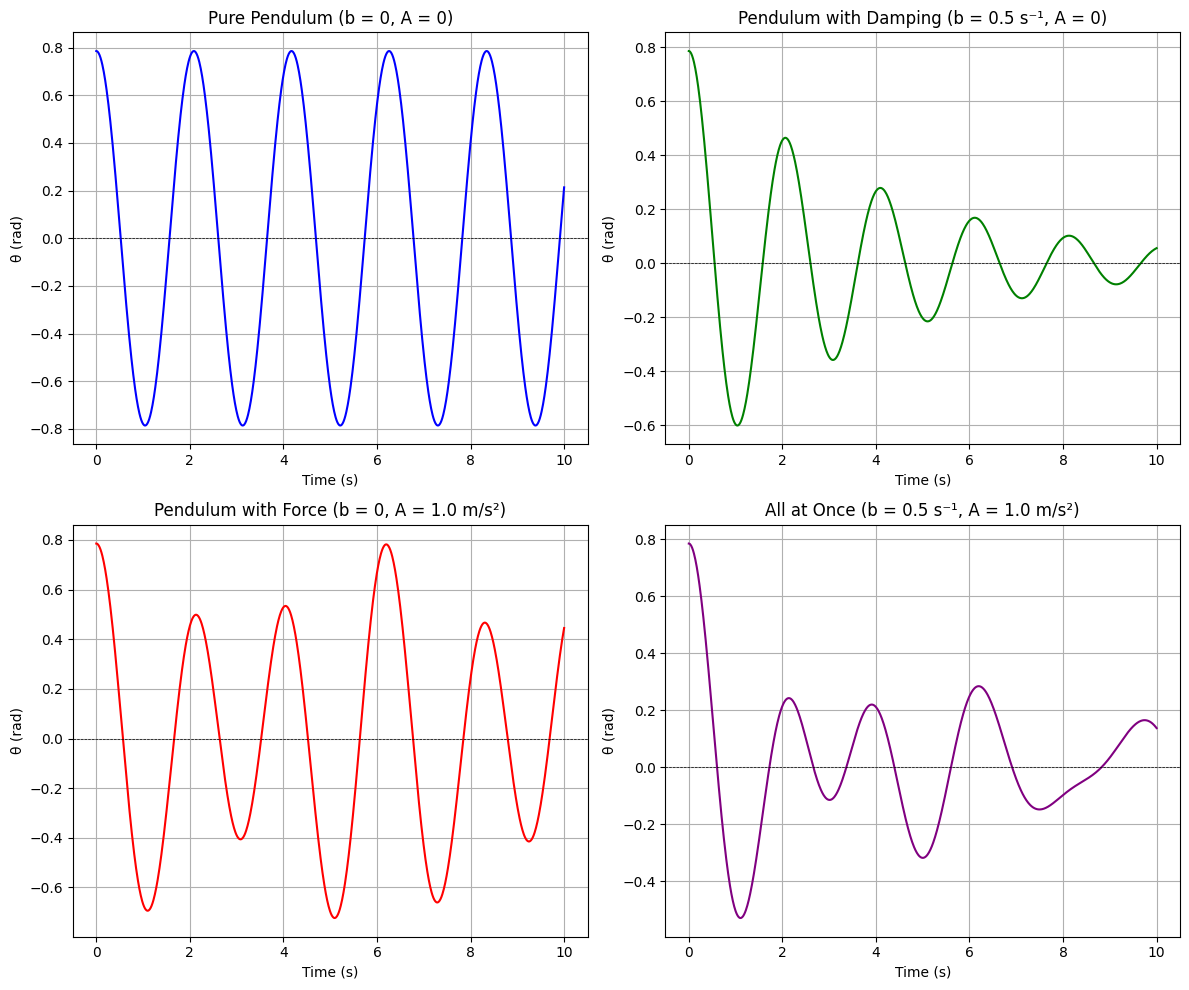 Pure Pendulum (b = 0, A = 0)
0.8
0.6
0.4
0.2
0.0
−0.2
−0.4
−0.6
−0.8
θ (rad)
0 2 4 6 8 10
Time (s)
Pendulum with Damping (b = 0.5 s⁻¹, A = 0)
0.8
0.6
0.4
0.2
0.0
−0.2
−0.4
−0.6
θ (rad)
0 2 4 6 8 10
Time (s)
Pendulum with Force (b = 0, A = 1.0 m/s²)
0.8
0.6
0.4
0.2
0.0
−0.2
−0.4
−0.6
θ (rad)
0 2 4 6 8 10
Time (s)
All at Once (b = 0.5 s⁻¹, A = 1.0 m/s²)
0.8
0.6
0.4
0.2
0.0
−0.2
−0.4
θ (rad)
0 2 4 6 8 10
Time (s)